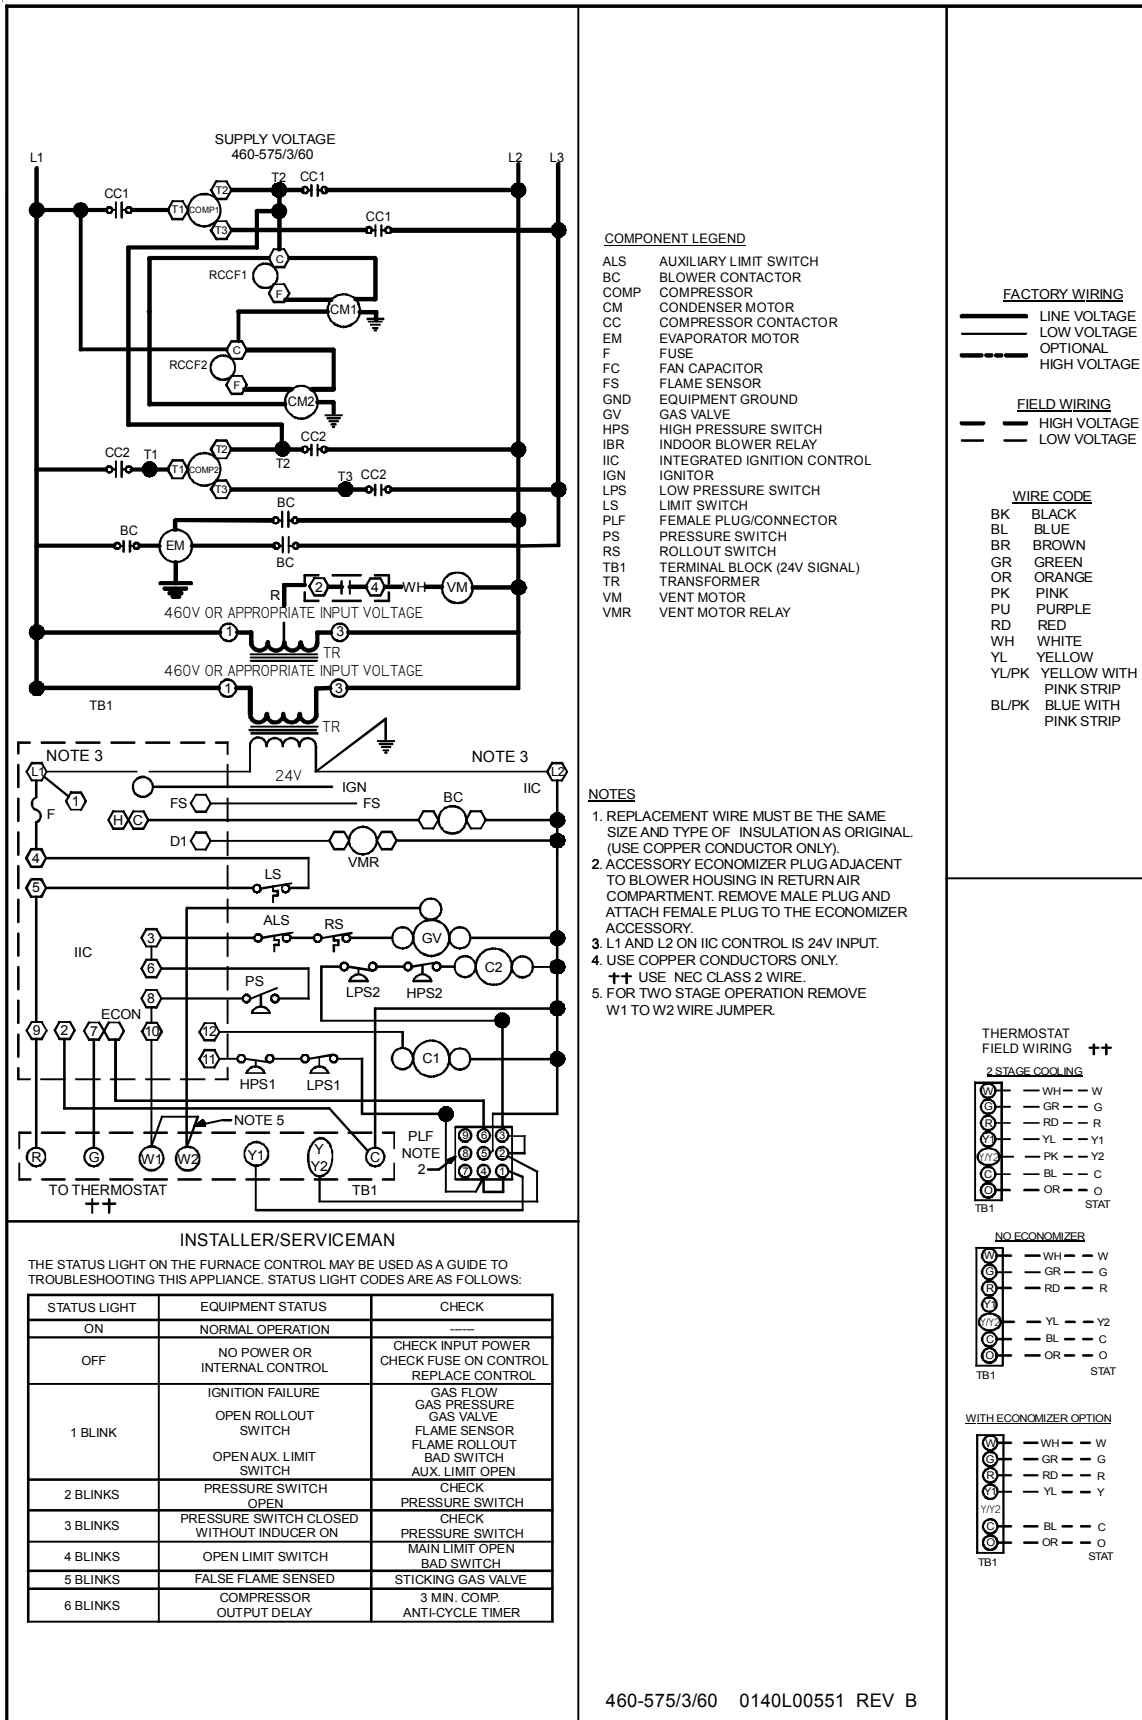 SUPPLY VOLTAGE
460-575/3/60
L1
L2
L3
T2
CC1
CC1
T2
T1
COMP1
T3
CC1
C
RCCF1
F
CM1
C
RCCF2
F
CM2
CC2
T1
T1
COMP2
T2
T2
CC2
T3
T3
CC2
BC
BC
EM
BC
R
2
4
WH
VM
460V OR APPROPRIATE INPUT VOLTAGE
1
3
TR
460V OR APPROPRIATE INPUT VOLTAGE
1
3
TB1
TR
NOTE 3
NOTE 3
L1
24V
L2
IIC
1
IGN
F
FS
FS
BC
H
C
D1
VMR
4
5
LS
ALS
RS
IIC
3
GV
6
C2
PS
LPS2
HPS2
8
ECON
9
2
7
10
12
11
C1
HPS1
LPS1
NOTE 5
PLF
NOTE
2
9
6
3
8
5
2
7
4
1
R
G
W1
W2
Y1
Y
Y2
C
TB1
TO THERMOSTAT
††
INSTALLER/SERVICEMAN
THE STATUS LIGHT ON THE FURNACE CONTROL MAY BE USED AS A GUIDE TO
TROUBLESHOOTING THIS APPLIANCE. STATUS LIGHT CODES ARE AS FOLLOWS:
STATUS LIGHT
EQUIPMENT STATUS
CHECK
ON
NORMAL OPERATION
------
OFF
NO POWER OR
INTERNAL CONTROL
CHECK INPUT POWER
CHECK FUSE ON CONTROL
REPLACE CONTROL
1 BLINK
IGNITION FAILURE
OPEN ROLLOUT
SWITCH
OPEN AUX. LIMIT
SWITCH
GAS FLOW
GAS PRESSURE
GAS VALVE
FLAME SENSOR
FLAME ROLLOUT
BAD SWITCH
AUX. LIMIT OPEN
2 BLINKS
PRESSURE SWITCH
OPEN
CHECK
PRESSURE SWITCH
3 BLINKS
PRESSURE SWITCH CLOSED
WITHOUT INDUCER ON
CHECK
PRESSURE SWITCH
4 BLINKS
OPEN LIMIT SWITCH
MAIN LIMIT OPEN
BAD SWITCH
5 BLINKS
FALSE FLAME SENSED
STICKING GAS VALVE
6 BLINKS
COMPRESSOR
OUTPUT DELAY
3 MIN. COMP.
ANTI-CYCLE TIMER
COMPONENT LEGEND
ALS AUXILIARY LIMIT SWITCH
BC BLOWER CONTACTOR
COMP COMPRESSOR
CM CONDENSER MOTOR
CC COMPRESSOR CONTACTOR
EM EVAPORATOR MOTOR
F FUSE
FC FAN CAPACITOR
FS FLAME SENSOR
GND EQUIPMENT GROUND
GV GAS VALVE
HPS HIGH PRESSURE SWITCH
IBR INDOOR BLOWER RELAY
IIC INTEGRATED IGNITION CONTROL
IGN IGNITOR
LPS LOW PRESSURE SWITCH
LS LIMIT SWITCH
PLF FEMALE PLUG/CONNECTOR
PS PRESSURE SWITCH
RS ROLLOUT SWITCH
TB1 TERMINAL BLOCK (24V SIGNAL)
TR TRANSFORMER
VM VENT MOTOR
VMR VENT MOTOR RELAY
NOTES
1. REPLACEMENT WIRE MUST BE THE SAME
SIZE AND TYPE OF INSULATION AS ORIGINAL.
(USE COPPER CONDUCTOR ONLY).
2. ACCESSORY ECONOMIZER PLUG ADJACENT
TO BLOWER HOUSING IN RETURN AIR
COMPARTMENT. REMOVE MALE PLUG AND
ATTACH FEMALE PLUG TO THE ECONOMIZER
ACCESSORY.
3. L1 AND L2 ON IIC CONTROL IS 24V INPUT.
4. USE COPPER CONDUCTORS ONLY.
†† USE NEC CLASS 2 WIRE.
5. FOR TWO STAGE OPERATION REMOVE
W1 TO W2 WIRE JUMPER.
460-575/3/60 0140L00551 REV B
FACTORY WIRING
LINE VOLTAGE
LOW VOLTAGE
OPTIONAL
HIGH VOLTAGE
FIELD WIRING
HIGH VOLTAGE
LOW VOLTAGE
WIRE CODE
BK BLACK
BL BLUE
BR BROWN
GR GREEN
OR ORANGE
PK PINK
PU PURPLE
RD RED
WH WHITE
YL YELLOW
YL/PK YELLOW WITH
PINK STRIP
BL/PK BLUE WITH
PINK STRIP
THERMOSTAT
FIELD WIRING ††
2 STAGE COOLING
W WH W
G GR G
R RD R
Y1 YL Y1
Y/Y2 PK Y2
C BL C
O OR O
TB1 STAT
NO ECONOMIZER
W WH W
G GR G
R RD R
Y1
Y/Y2 YL Y2
C BL C
O OR O
TB1 STAT
WITH ECONOMIZER OPTION
W WH W
G GR G
R RD R
Y1 YL Y
Y/Y2
C BL C
O OR O
TB1 STAT